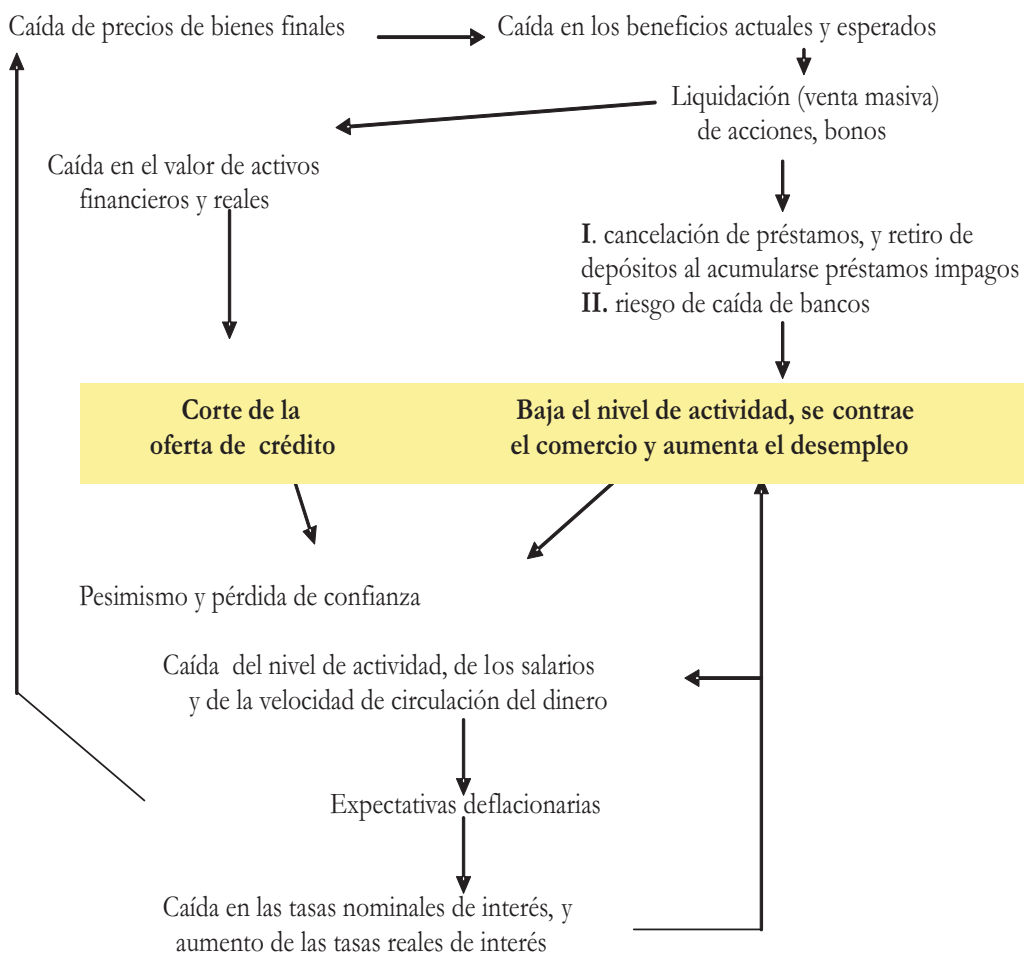 Caída de precios de bienes finales
Caída en los beneficios actuales y esperados
Liquidación (venta masiva)
de acciones, bonos
Caída en el valor de activos
financieros y reales
I. cancelación de préstamos, y retiro de
depósitos al acumularse préstamos impagos
II. riesgo de caída de bancos
Corte de la
oferta de crédito
Baja el nivel de actividad, se contrae
el comercio y aumenta el desempleo
Pesimismo y pérdida de confianza
Caída del nivel de actividad, de los salarios
y de la velocidad de circulación del dinero
Expectativas deflacionarias
Caída en las tasas nominales de interés, y
aumento de las tasas reales de interés